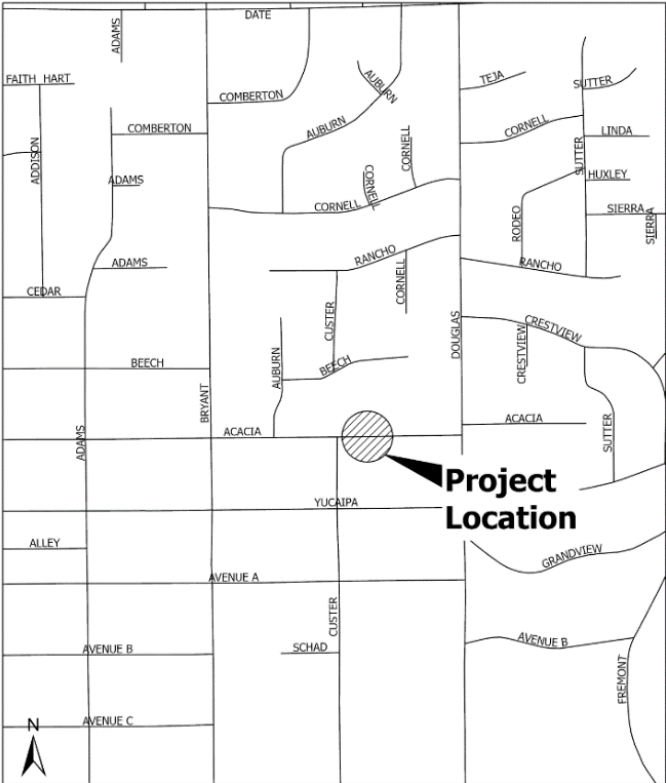 DATE
ADAMS
FAITH HART
AUBURN
TEJA
SUTTER
COMBERTON
COMBERTON
AUBURN
CORNELL
LINDA
ADDISON
CORNELL
SUTTER
HUXLEY
ADAMS
CORNELL
CORNELL
RODEO
SIERRA
SIERRA
ADAMS
RANCHO
CORNELL
RANCHO
CEDAR
CUSTER
DOUGLAS
CRESTVIEW
CRESTVIEW
BEECH
AUBURN
BEECH
BRYANT
ACACIA
ACACIA
SUTTER
ADAMS
Project
Location
YUCAIPA
ALLEY
GRANDVIEW
AVENUE A
CUSTER
AVENUE B
SCHAD
AVENUE B
FREMONT
AVENUE C
N